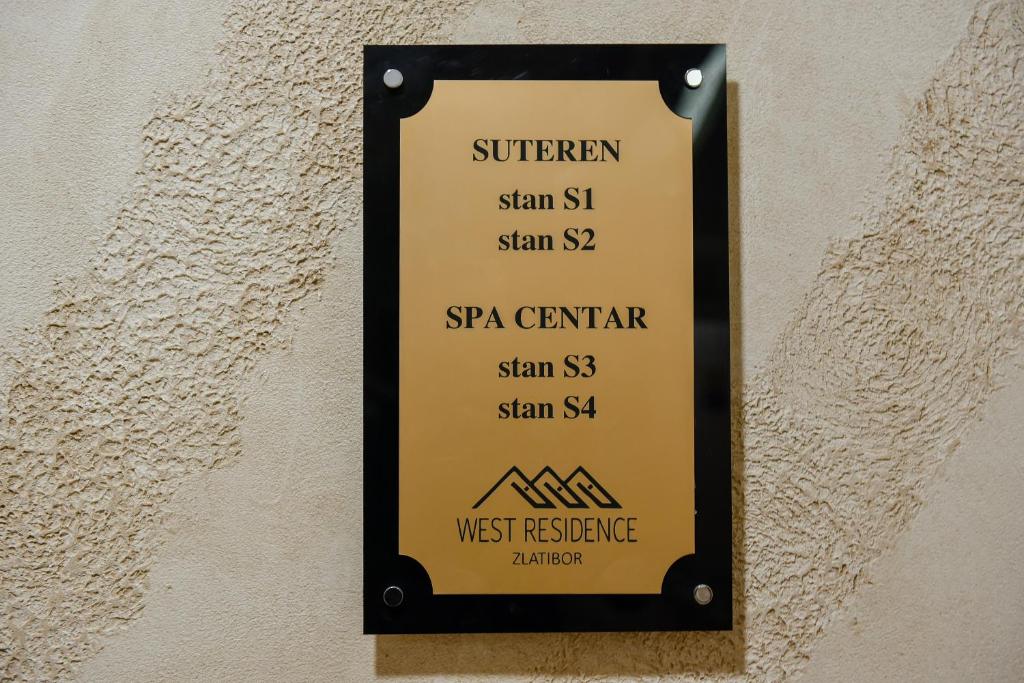 SUTEREN
stan S1
stan S2
SPA CENTAR
stan S3
stan S4
WEST RESIDENCE
ZLATIBOR